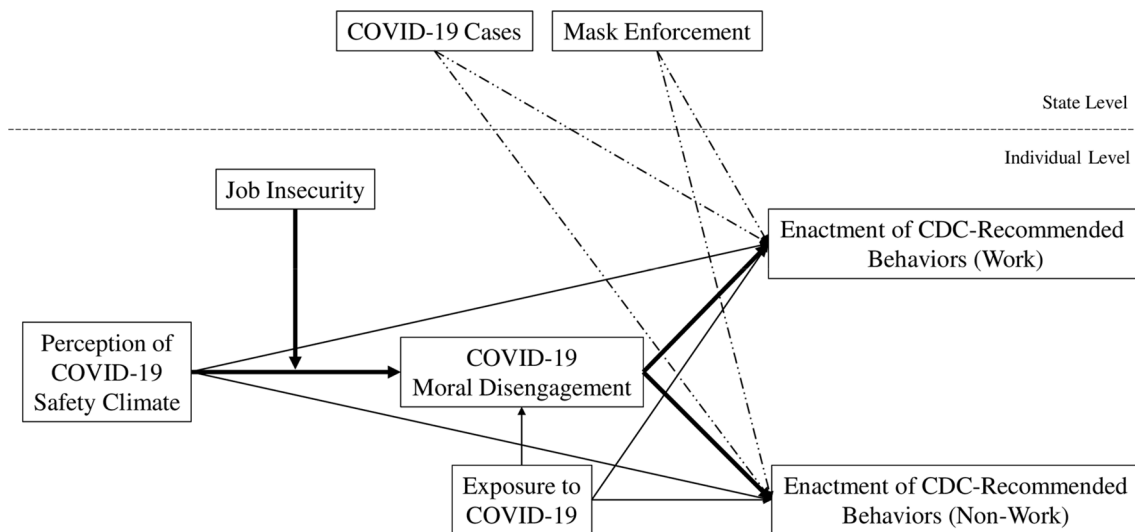 COVID-19 Cases
Mask Enforcement
State Level
Individual Level
Job Insecurity
Enactment of CDC-Recommended
Behaviors (Work)
Perception of
COVID-19
Safety Climate
COVID-19
Moral Disengagement
Exposure to
COVID-19
Enactment of CDC-Recommended
Behaviors (Non-Work)